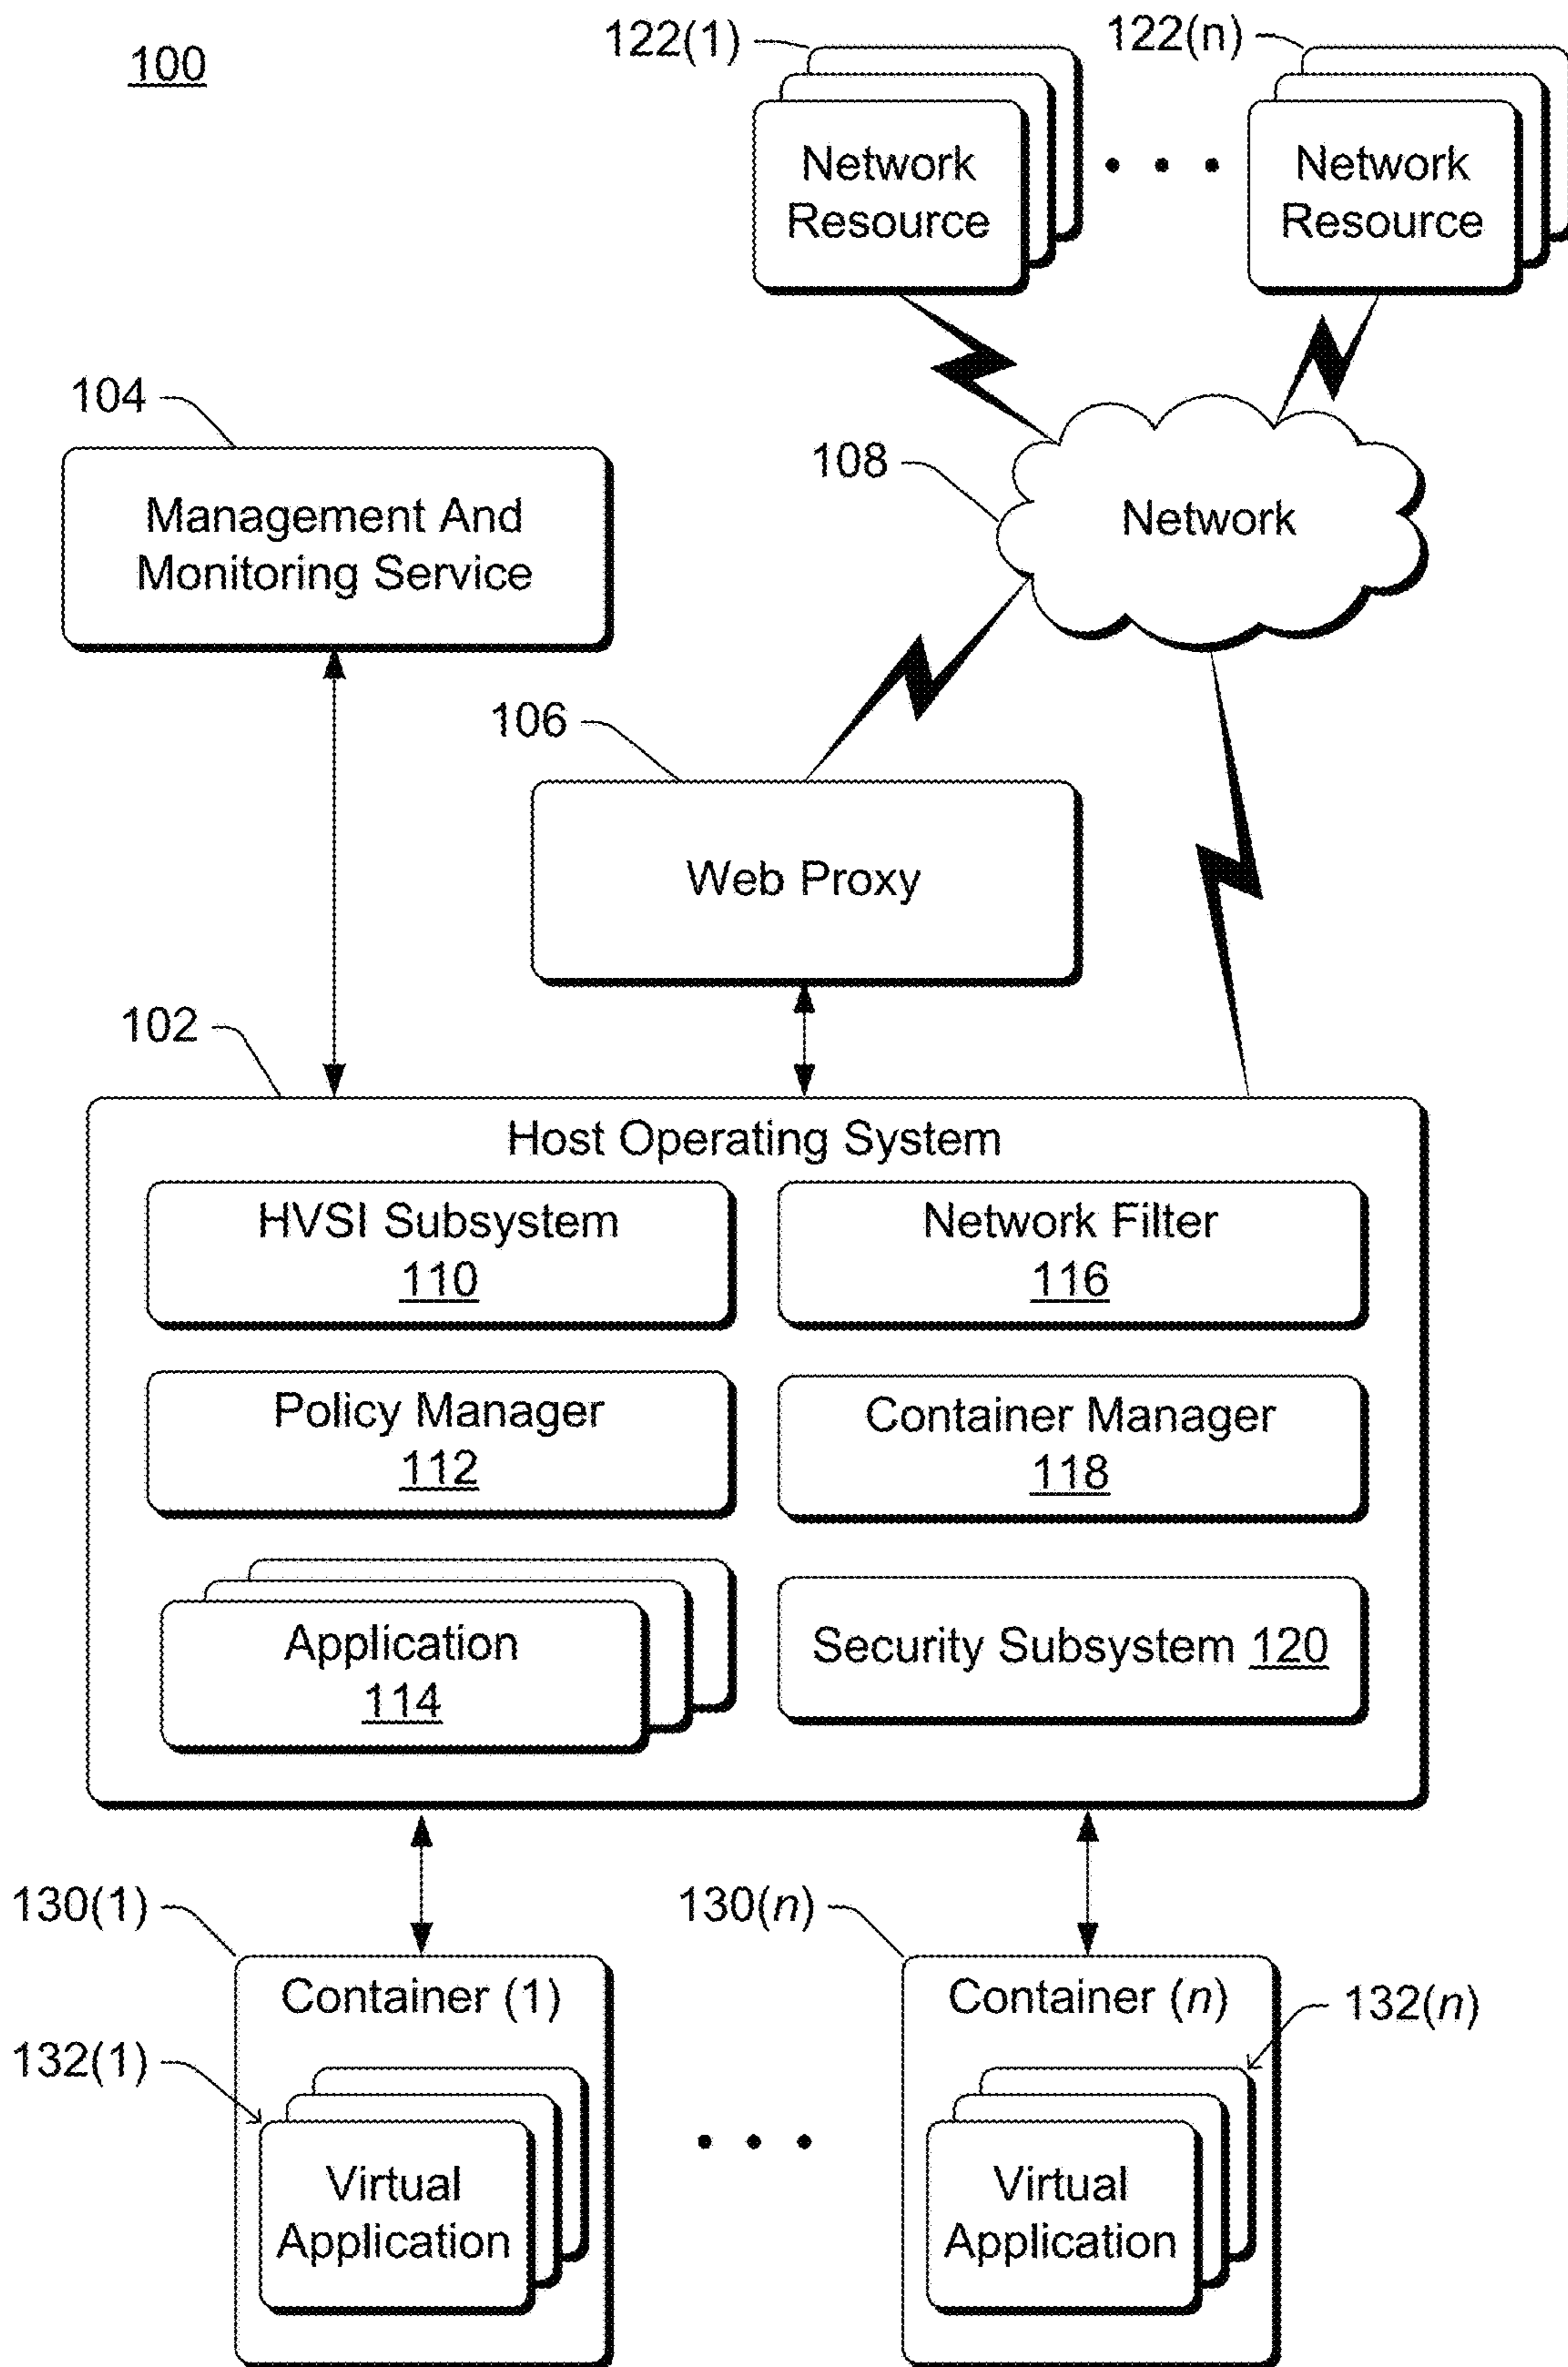 100
122(1)
122(n)
Network
Resource
Network
Resource
104
Management And
Monitoring Service
108
Network
106
Web Proxy
102
Host Operating System
HVSI Subsystem
110
Network Filter
116
Policy Manager
112
Container Manager
118
Application
114
Security Subsystem 120
130(1)
130(n)
Container (1)
Container (n)
132(1)
132(n)
Virtual
Application
Virtual
Application